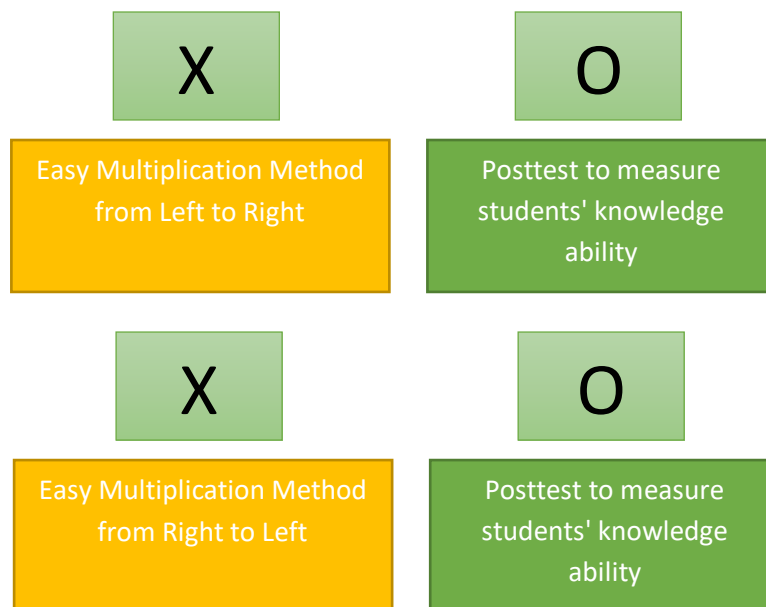 X
O
Easy Multiplication Method
from Left to Right
Posttest to measure
students' knowledge
ability
X
O
Easy Multiplication Method
from Right to Left
Posttest to measure
students' knowledge
ability